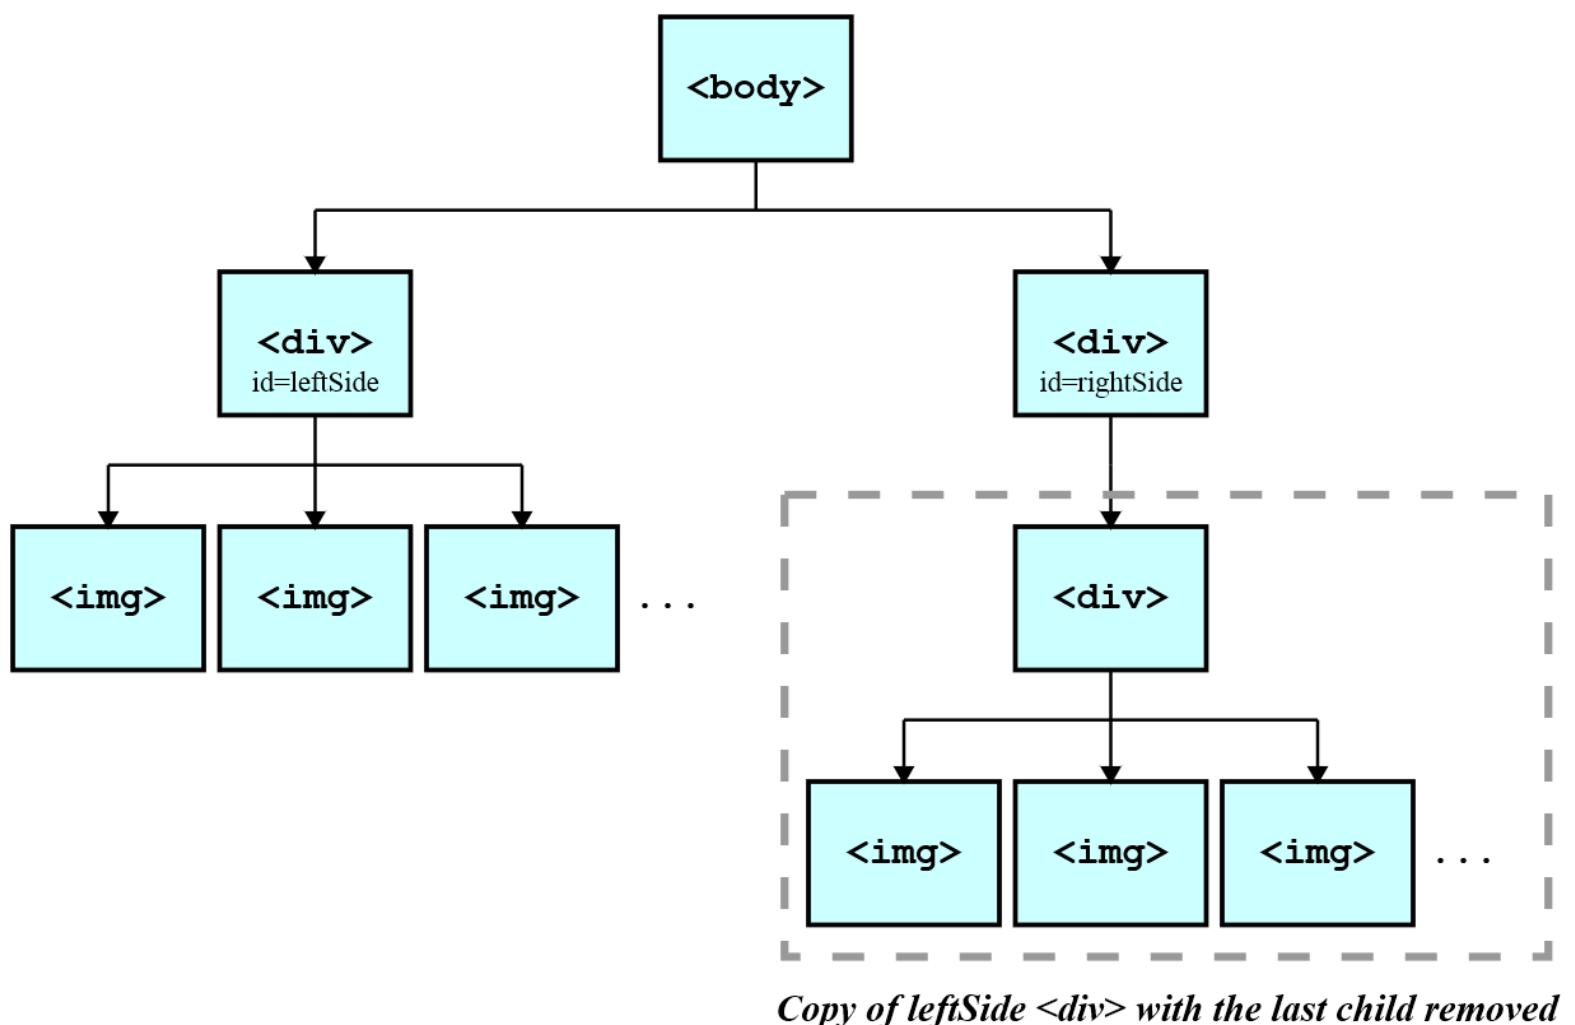 <body>
<div>
id=leftSide
<div>
id=rightSide
<img>
<img>
<img>
...
<div>
<img>
<img>
<img>
...
Copy of leftSide <div> with the last child removed